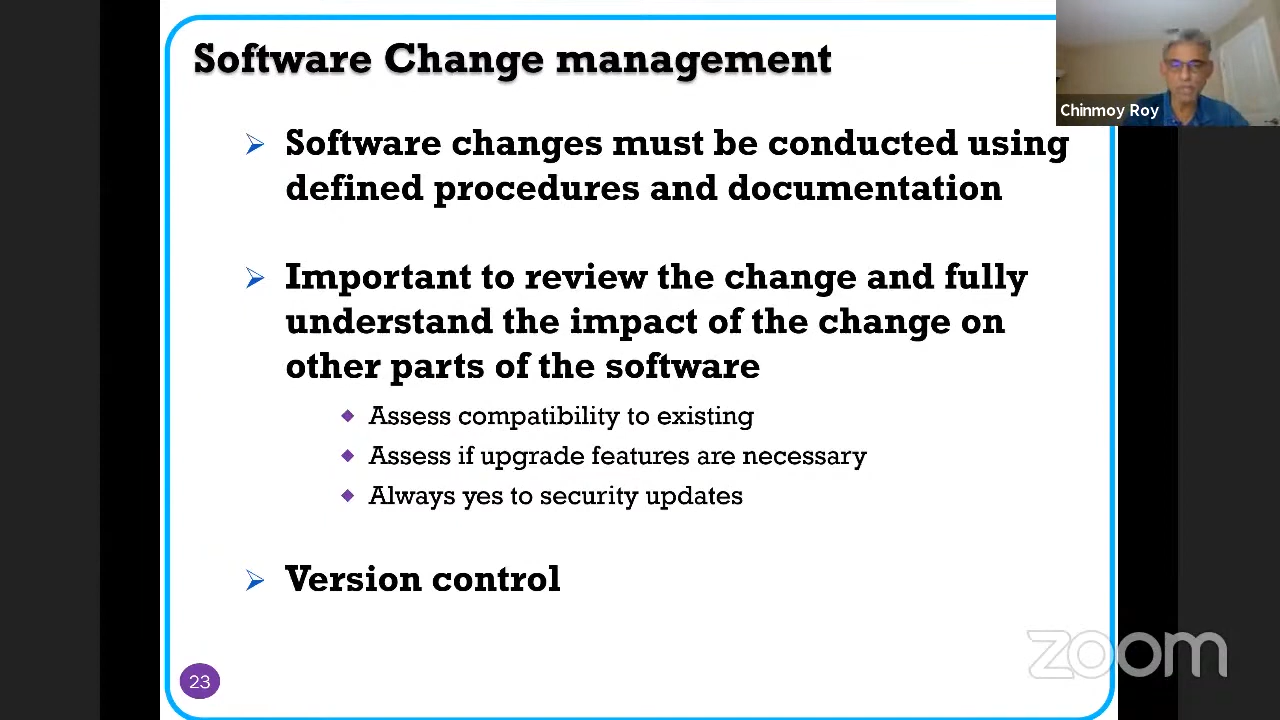 Software Change management
Chinmoy Roy
Software changes must be conducted using
defined procedures and documentation
Important to review the change and fully
understand the impact of the change on
other parts of the software
Assess compatibility to existing
Assess if upgrade features are necessary
Always yes to security updates
Version control
zoom
23